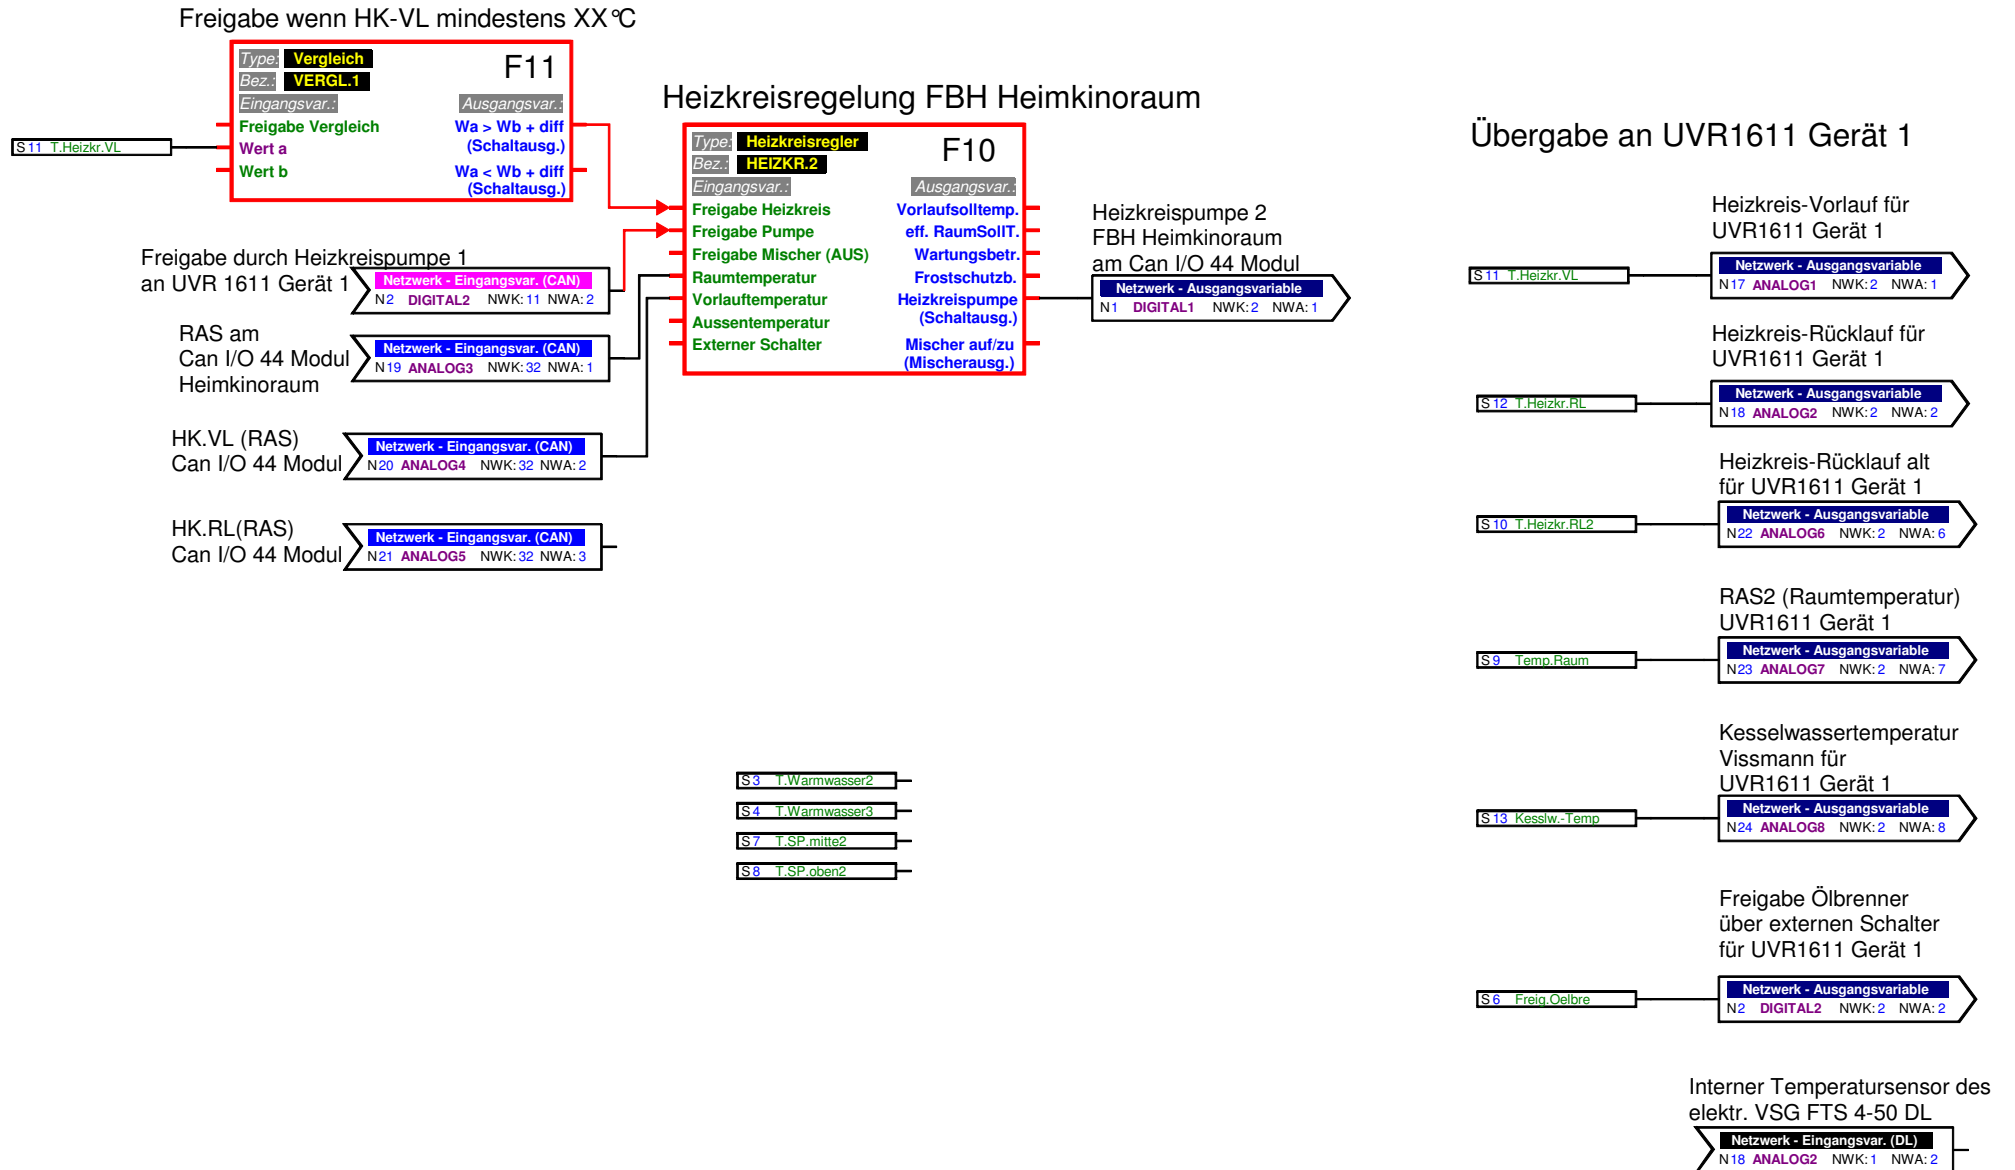 Freigabe wenn HK-VL mindestens XX°C
Type: Vergleich
F11
Bez.: VERGL.1
Eingangsvar.: Ausgangsvar.:
Freigabe Vergleich Wa > Wb + diff
Wert a (Schaltausg.)
Wert b Wa < Wb + diff
(Schaltausg.)
S 11 T.Heizkr.VL
Heizkreisregelung FBH Heimkinoraum
Type: Heizkreisregler
F10
Bez.: HEIZKR.2
Eingangsvar.: Ausgangsvar.:
Freigabe Heizkreis Vorlaufsolltemp.
Freigabe Pumpe eff. RaumSollT.
Freigabe Mischer (AUS) Wartungsbetr.
Raumtemperatur Frostschutzb.
Vorlauftemperatur Heizkreispumpe
(Schaltausg.)
Aussentemperatur
Externer Schalter Mischer auf/zu
(Mischerausg.)
Freigabe durch Heizkreispumpe 1
an UVR 1611 Gerät 1
Netzwerk - Eingangsvar. (CAN)
N2 DIGITAL2 NWK: 11 NWA: 2
RAS am
Can I/O 44 Modul
Heimkinoraum
Netzwerk - Eingangsvar. (CAN)
N19 ANALOG3 NWK: 32 NWA: 1
HK.VL (RAS)
Can I/O 44 Modul
Netzwerk - Eingangsvar. (CAN)
N20 ANALOG4 NWK: 32 NWA: 2
HK.RL(RAS)
Can I/O 44 Modul
Netzwerk - Eingangsvar. (CAN)
N21 ANALOG5 NWK: 32 NWA: 3
Heizkreispumpe 2
FBH Heimkinoraum
am Can I/O 44 Modul
Netzwerk - Ausgangsvariable
N1 DIGITAL1 NWK: 2 NWA: 1
S 3 T.Warmwasser2
S 4 T.Warmwasser3
S 7 T.SP.mitte2
S 8 T.SP.oben2
Übergabe an UVR1611 Gerät 1
Heizkreis-Vorlauf für
UVR1611 Gerät 1
S 11 T.Heizkr.VL
Netzwerk - Ausgangsvariable
N17 ANALOG1 NWK: 2 NWA: 1
Heizkreis-Rücklauf für
UVR1611 Gerät 1
S 12 T.Heizkr.RL
Netzwerk - Ausgangsvariable
N18 ANALOG2 NWK: 2 NWA: 2
Heizkreis-Rücklauf alt
für UVR1611 Gerät 1
S 10 T.Heizkr.RL2
Netzwerk - Ausgangsvariable
N22 ANALOG6 NWK: 2 NWA: 6
RAS2 (Raumtemperatur)
UVR1611 Gerät 1
S 9 Temp.Raum
Netzwerk - Ausgangsvariable
N23 ANALOG7 NWK: 2 NWA: 7
Kesselwassertemperatur
Vissmann für
UVR1611 Gerät 1
S 13 Kesslw.-Temp
Netzwerk - Ausgangsvariable
N24 ANALOG8 NWK: 2 NWA: 8
Freigabe Ölbrenner
über externen Schalter
für UVR1611 Gerät 1
S 6 Freig.Oelbre
Netzwerk - Ausgangsvariable
N2 DIGITAL2 NWK: 2 NWA: 2
Interner Temperatursensor des
elektr. VSG FTS 4-50 DL
Netzwerk - Eingangsvar. (DL)
N18 ANALOG2 NWK: 1 NWA: 2